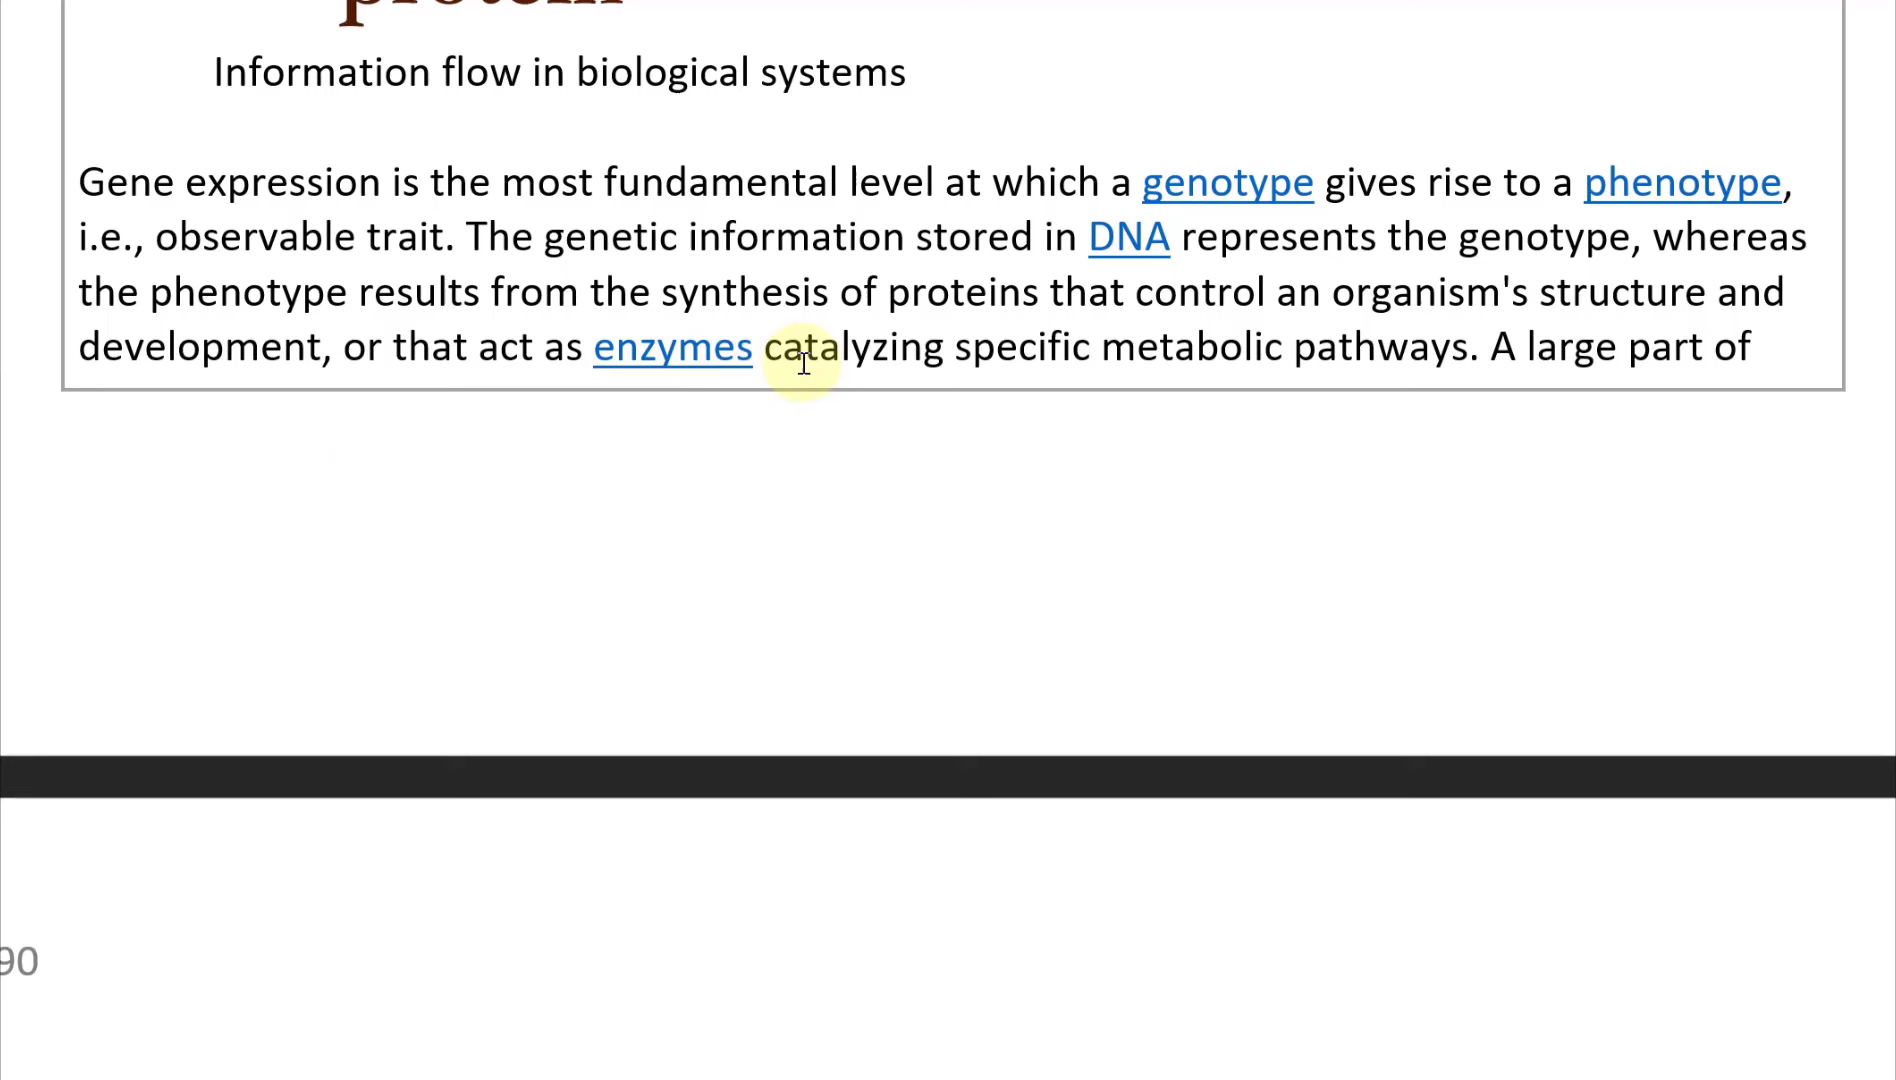 protein
Information flow in biological systems
Gene expression is the most fundamental level at which a genotype gives rise to a phenotype,
i.e., observable trait. The genetic information stored in DNA represents the genotype, whereas
the phenotype results from the synthesis of proteins that control an organism's structure and
development, or that act as enzymes catalyzing specific metabolic pathways. A large part of
90